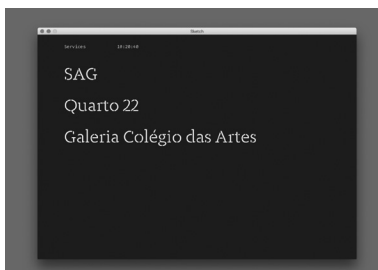 Sketch
Services 10:20:40
SAG
Quarto 22
Galeria Colégio das Artes